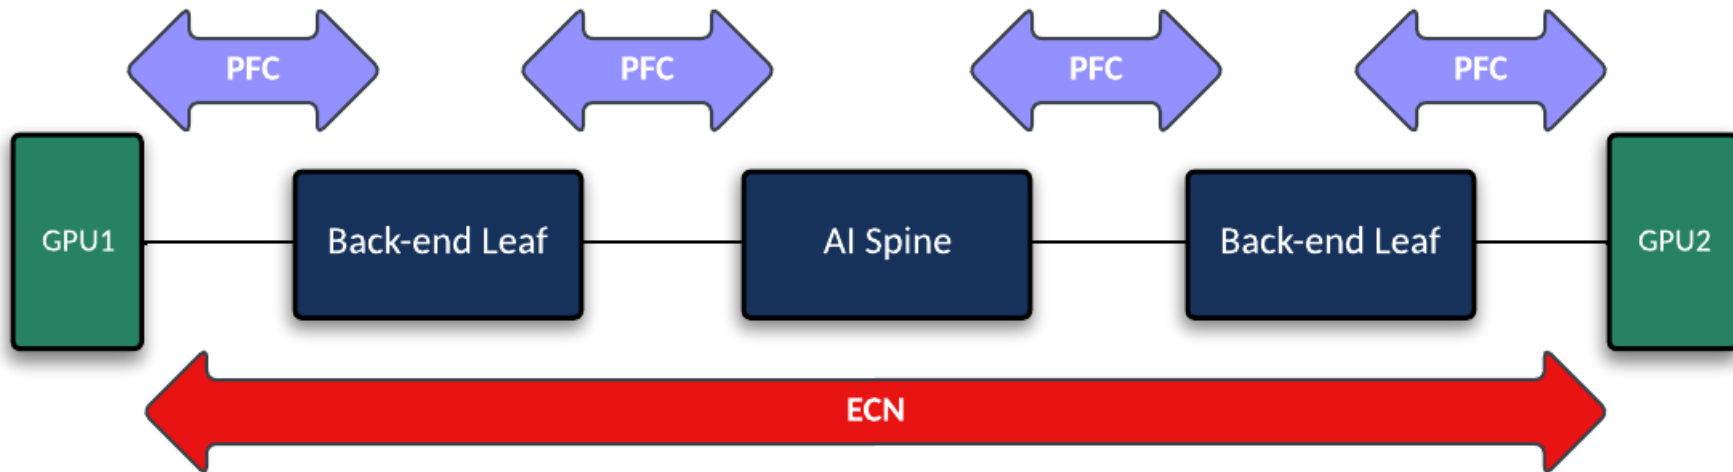 PFC
PFC
PFC
PFC
GPU1
Back-end Leaf
AI Spine
Back-end Leaf
GPU2
ECN